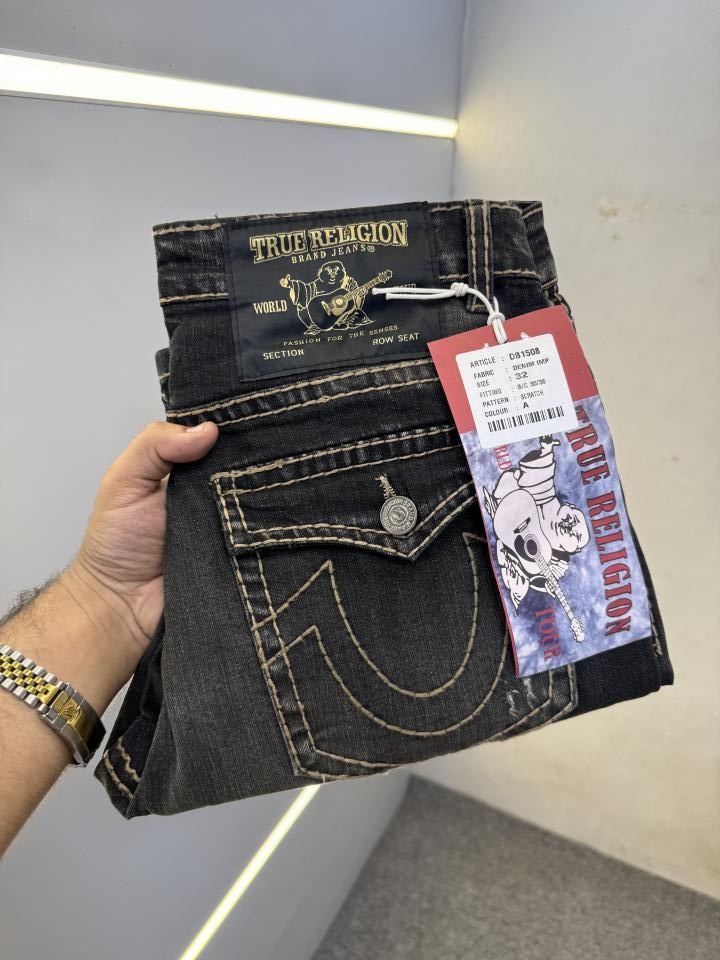 TRUE RELIGION
BRAND JEANS®
WORLD
FASHION FOR THE SENSES
SECTION
ROW SEAT
ARTICLE : DB1508
FABRIC : DENIM IMP
SIZE : 32
FITTING : B/C 30/36
PATTERN : SCRATCH
COLOUR : A
TRUE RELIGION
TOUR